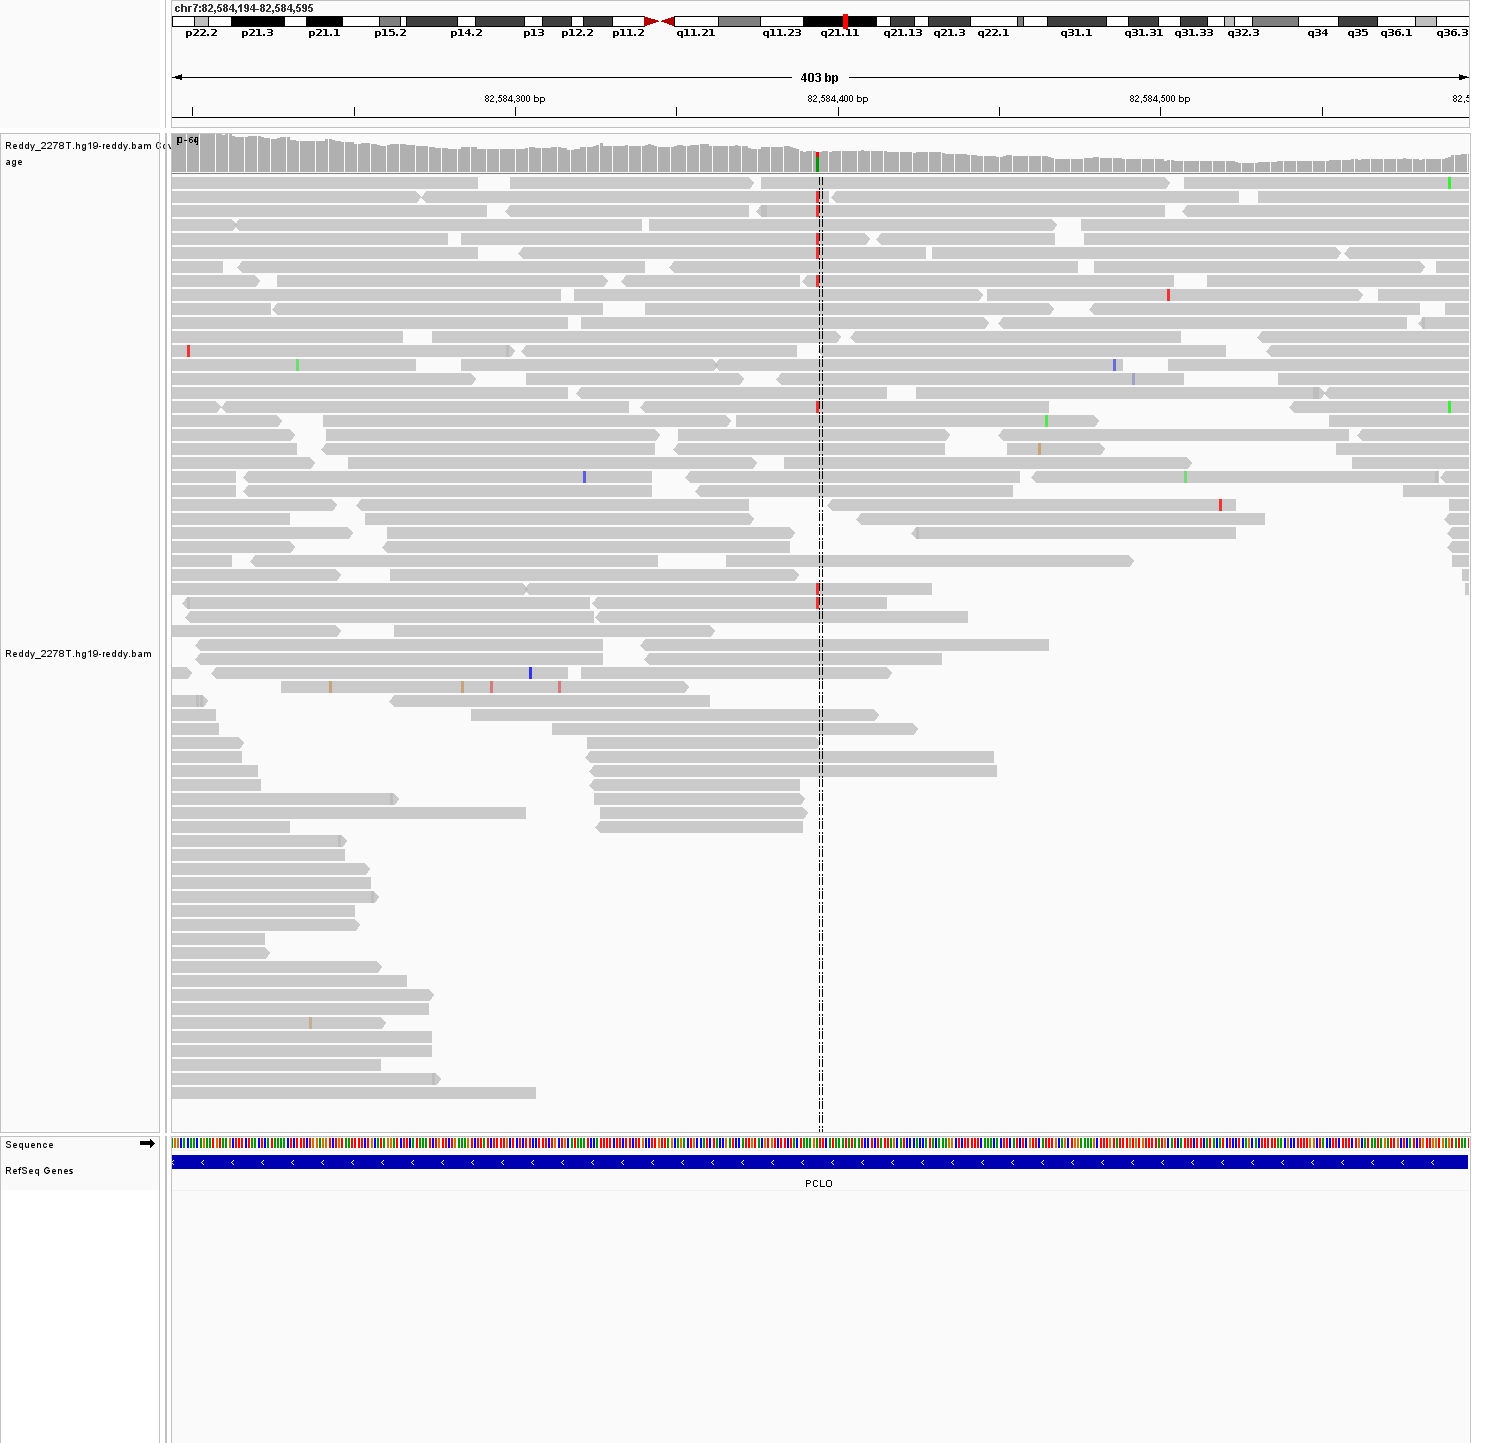 chr7:82,584,194-82,584,595
p22.2 p21.3 p21.1 p15.2 p14.2 p13 p12.2 p11.2 q11.21 q11.23 q21.11 q21.13 q21.3 q22.1 q31.1 q31.31 q31.33 q32.3 q34 q35 q36.1 q36.3
403 bp
82,584,300 bp 82,584,400 bp 82,584,500 bp 82,5
Reddy_2278T.hg19-reddy.bam Cov
age
Reddy_2278T.hg19-reddy.bam
Sequence
RefSeq Genes
PCLO